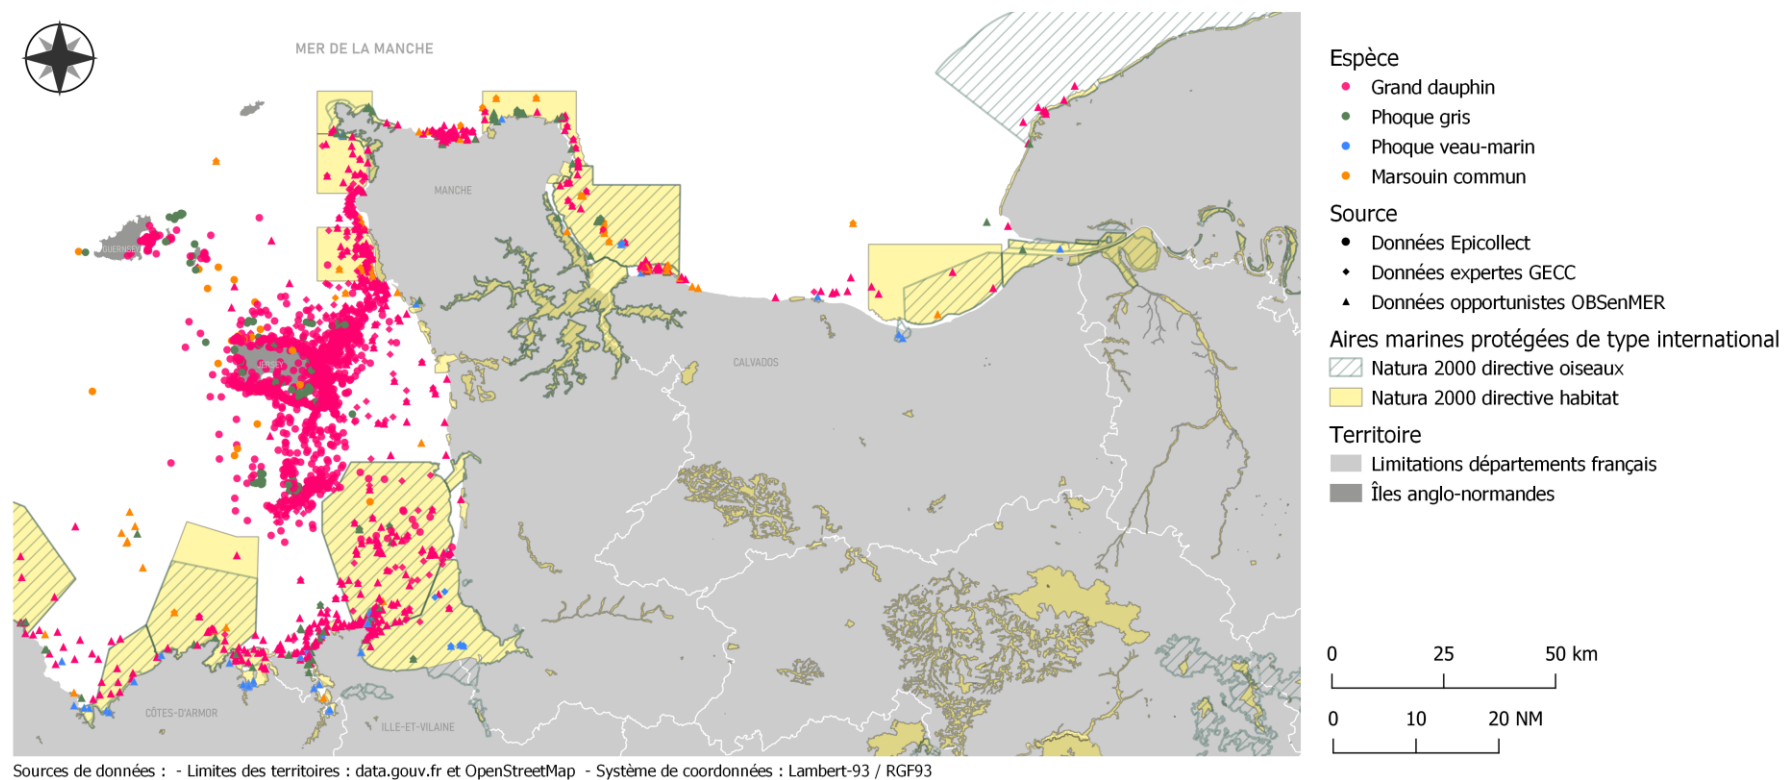 MER DE LA MANCHE
MANCHE
GUERNSEY
JERSEY
CALVADOS
CÔTES-D'ARMOR
ILLE-ET-VILAINE
Espèce
Grand dauphin
Phoque gris
Phoque veau-marin
Marsouin commun
Source
Données Epicollect
Données expertes GECC
Données opportunistes OBSenMER
Aires marines protégées de type international
Natura 2000 directive oiseaux
Natura 2000 directive habitat
Territoire
Limitations départements français
Îles anglo-normandes
0 25 50 km
0 10 20 NM
Sources de données : - Limites des territoires : data.gouv.fr et OpenStreetMap - Système de coordonnées : Lambert-93 / RGF93